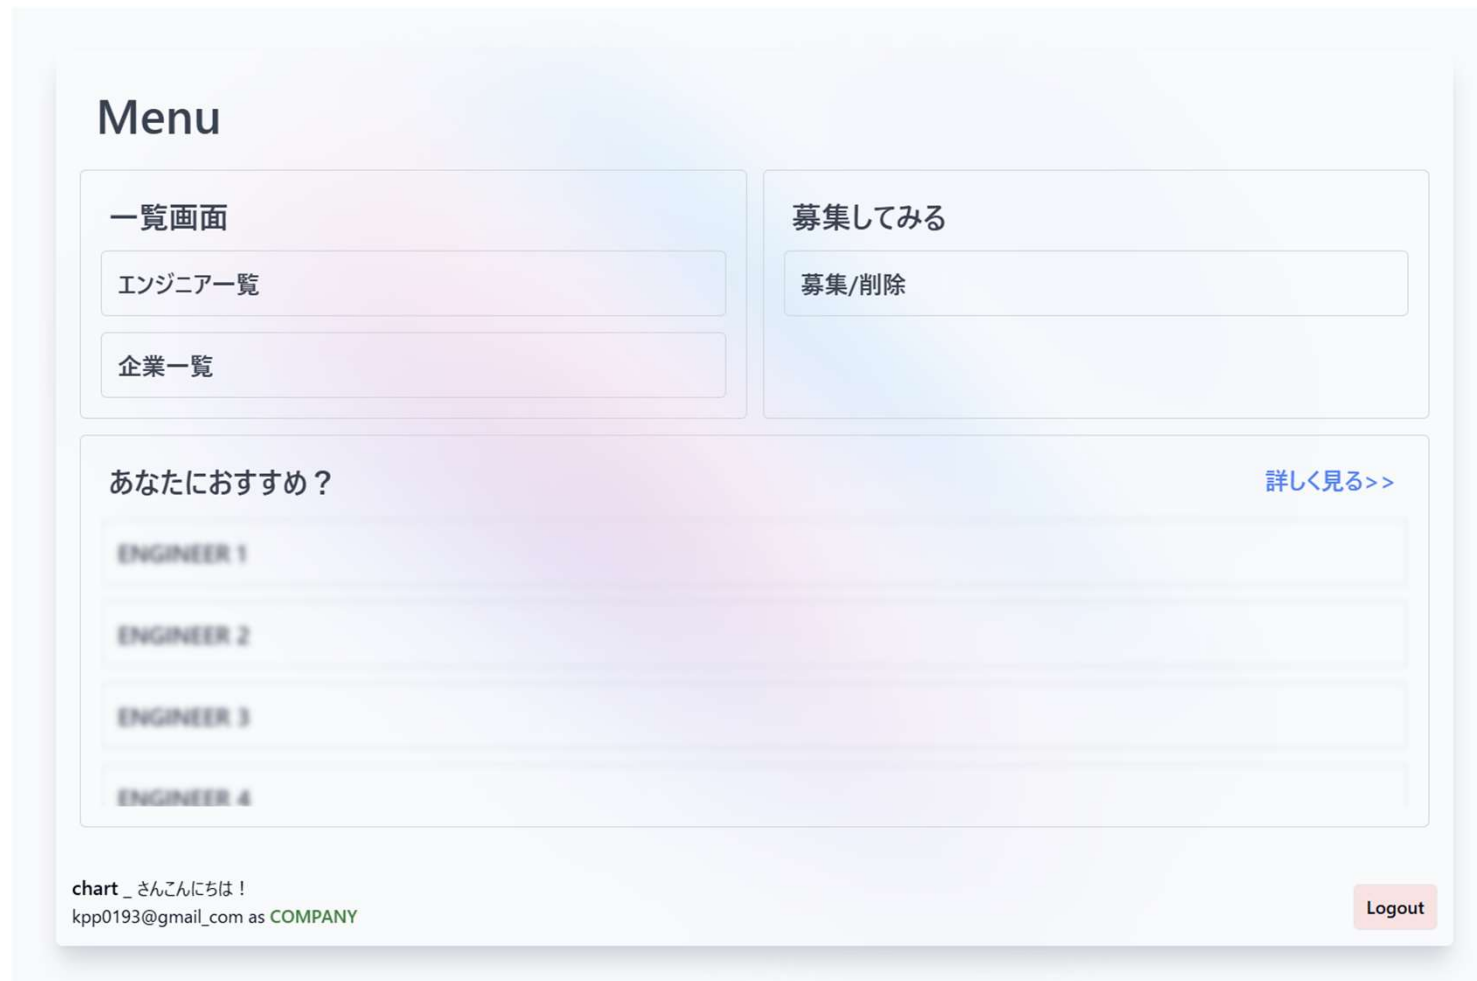 Menu
一覧画面
エンジニア一覧
企業一覧
募集してみる
募集/削除
あなたにおすすめ？
詳しく見る>>
ENGINEER 1
ENGINEER 2
ENGINEER 3
ENGINEER 4
chart _ さんこんにちは！
kpp0193@gmail_com as COMPANY
Logout